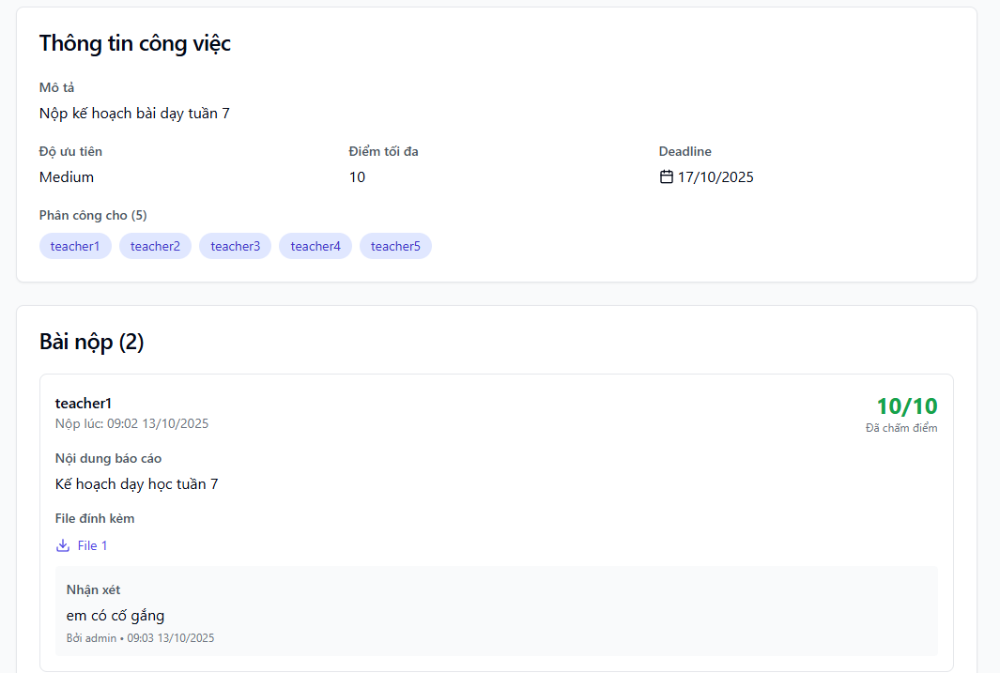 Thông tin công việc
Mô tả
Nộp kế hoạch bài dạy tuần 7
Độ ưu tiên Điểm tối đa Deadline
Medium 10 17/10/2025
Phân công cho (5)
teacher1 teacher2 teacher3 teacher4 teacher5
Bài nộp (2)
teacher1 10/10
Nộp lúc: 09:02 13/10/2025 Đã chấm điểm
Nội dung báo cáo
Kế hoạch dạy học tuần 7
File đính kèm
File 1
Nhận xét
em có cố gắng
Bởi admin • 09:03 13/10/2025